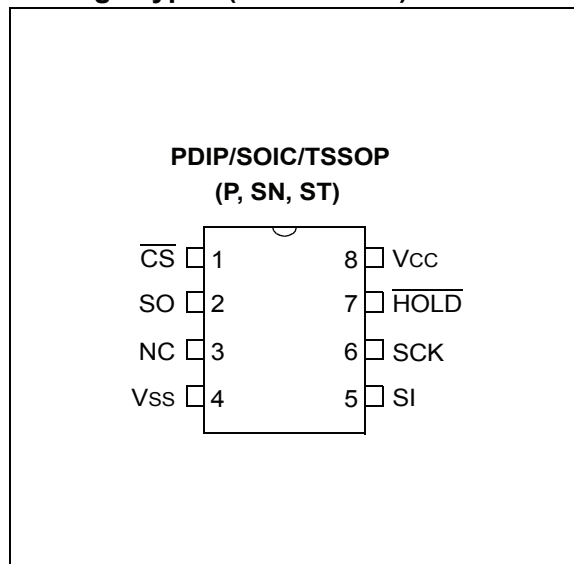 PDIP/SOIC/TSSOP
(P, SN, ST)
CS 1 8 VCC
SO 2 7 HOLD
NC 3 6 SCK
VSS 4 5 SI